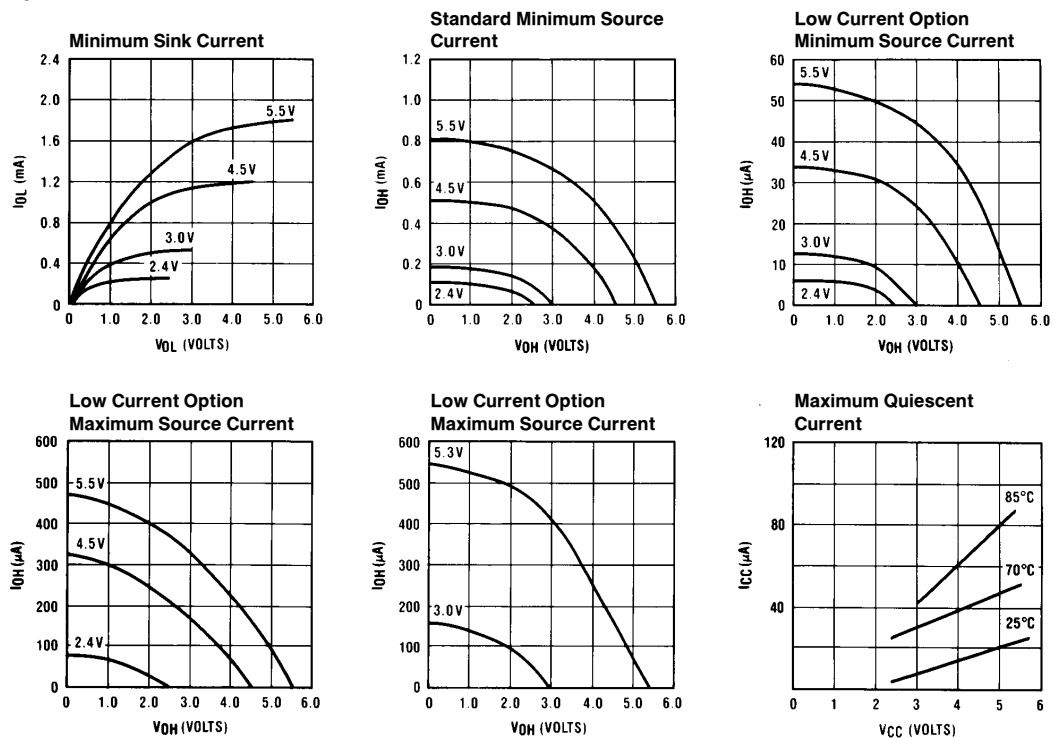 Minimum Sink Current
2.4
2.0
1.6
1.2
0.8
0.4
0
IOL (mA)
5.5V
4.5V
3.0V
2.4V
0 1.0 2.0 3.0 4.0 5.0 6.0
VOL (VOLTS)
Standard Minimum Source
Current
1.2
1.0
0.8
0.6
0.4
0.2
0
IOH (mA)
5.5V
4.5V
3.0V
2.4V
0 1.0 2.0 3.0 4.0 5.0 6.0
VOH (VOLTS)
Low Current Option
Minimum Source Current
60
50
40
30
20
10
0
IOH (μA)
5.5V
4.5V
3.0V
2.4V
0 1.0 2.0 3.0 4.0 5.0 6.0
VOH (VOLTS)
Low Current Option
Maximum Source Current
600
500
400
300
200
100
0
IOH (μA)
5.5V
4.5V
2.4V
0 1.0 2.0 3.0 4.0 5.0 6.0
VOH (VOLTS)
Low Current Option
Maximum Source Current
600
500
400
300
200
100
0
IOH (μA)
5.3V
3.0V
0 1.0 2.0 3.0 4.0 5.0 6.0
VOH (VOLTS)
Maximum Quiescent
Current
120
80
40
ICC (μA)
85°C
70°C
25°C
0 1 2 3 4 5 6
VCC (VOLTS)